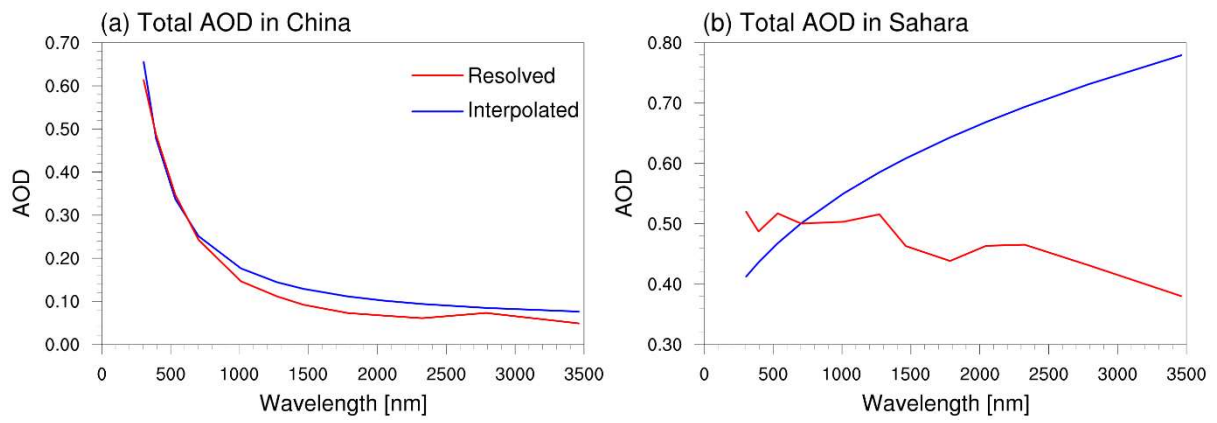 (a) Total AOD in China
0.70
0.60
0.50
0.40
0.30
0.20
0.10
0.00
AOD
0 500 1000 1500 2000 2500 3000 3500
Wavelength [nm]
Resolved
Interpolated
(b) Total AOD in Sahara
0.80
0.70
0.60
0.50
0.40
0.30
AOD
0 500 1000 1500 2000 2500 3000 3500
Wavelength [nm]